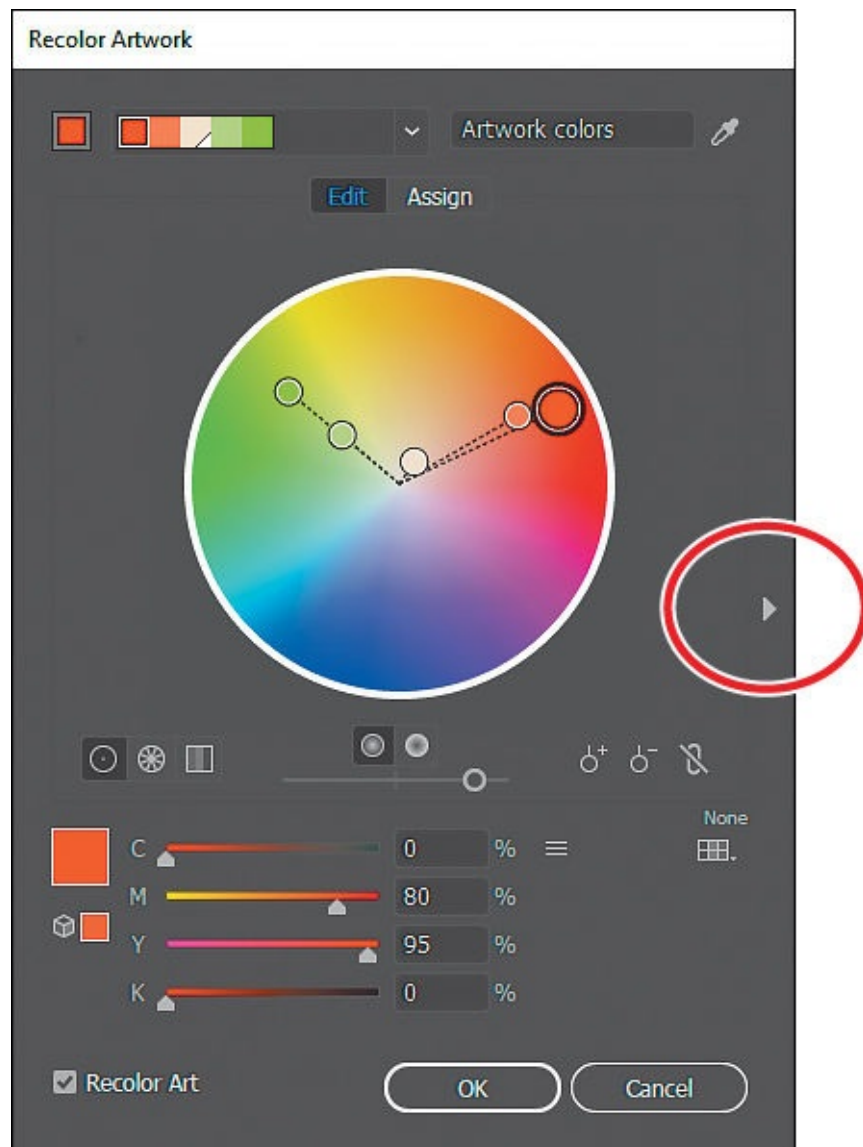 Recolor Artwork
Artwork colors
Edit Assign
None
C 0 %
M 80 %
Y 95 %
K 0 %
Recolor Art OK Cancel